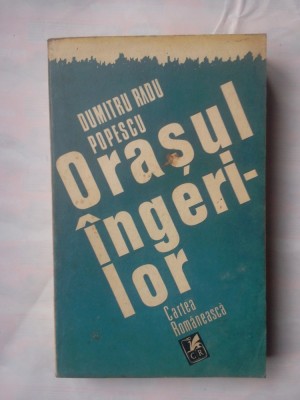 DUMITRU RADU
POPESCU
Orașul
îngeri-
lor
Cartea
Românească
CR